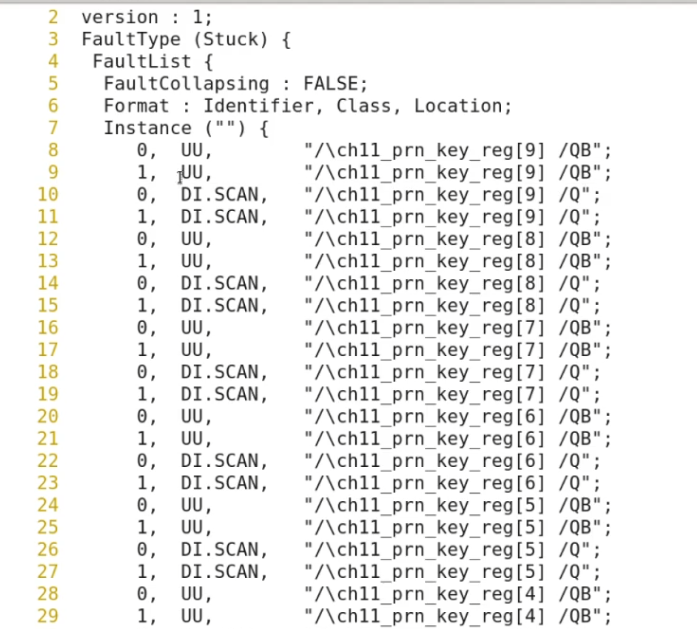 2 version : 1;
3 FaultType (Stuck) {
4 FaultList {
5 FaultCollapsing : FALSE;
6 Format : Identifier, Class, Location;
7 Instance ("") {
8 0, UU, "/\ch11_prn_key_reg[9] /QB";
9 1, UU, "/\ch11_prn_key_reg[9] /QB";
10 0, DI.SCAN, "/\ch11_prn_key_reg[9] /Q";
11 1, DI.SCAN, "/\ch11_prn_key_reg[9] /Q";
12 0, UU, "/\ch11_prn_key_reg[8] /QB";
13 1, UU, "/\ch11_prn_key_reg[8] /QB";
14 0, DI.SCAN, "/\ch11_prn_key_reg[8] /Q";
15 1, DI.SCAN, "/\ch11_prn_key_reg[8] /Q";
16 0, UU, "/\ch11_prn_key_reg[7] /QB";
17 1, UU, "/\ch11_prn_key_reg[7] /QB";
18 0, DI.SCAN, "/\ch11_prn_key_reg[7] /Q";
19 1, DI.SCAN, "/\ch11_prn_key_reg[7] /Q";
20 0, UU, "/\ch11_prn_key_reg[6] /QB";
21 1, UU, "/\ch11_prn_key_reg[6] /QB";
22 0, DI.SCAN, "/\ch11_prn_key_reg[6] /Q";
23 1, DI.SCAN, "/\ch11_prn_key_reg[6] /Q";
24 0, UU, "/\ch11_prn_key_reg[5] /QB";
25 1, UU, "/\ch11_prn_key_reg[5] /QB";
26 0, DI.SCAN, "/\ch11_prn_key_reg[5] /Q";
27 1, DI.SCAN, "/\ch11_prn_key_reg[5] /Q";
28 0, UU, "/\ch11_prn_key_reg[4] /QB";
29 1, UU, "/\ch11_prn_key_reg[4] /QB";